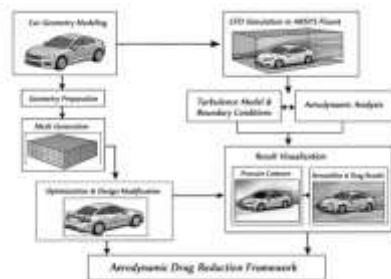 Car Geometry Modeling
CFD Simulation in ANSYS Fluent
Geometry Preparation
Mesh Generation
Turbulence Model &
Boundary Conditions
Aerodynamic Analysis
Result Visualization
Pressure Contours
Streamline & Drag Results
Optimization & Design Modification
Aerodynamic Drag Reduction Framework